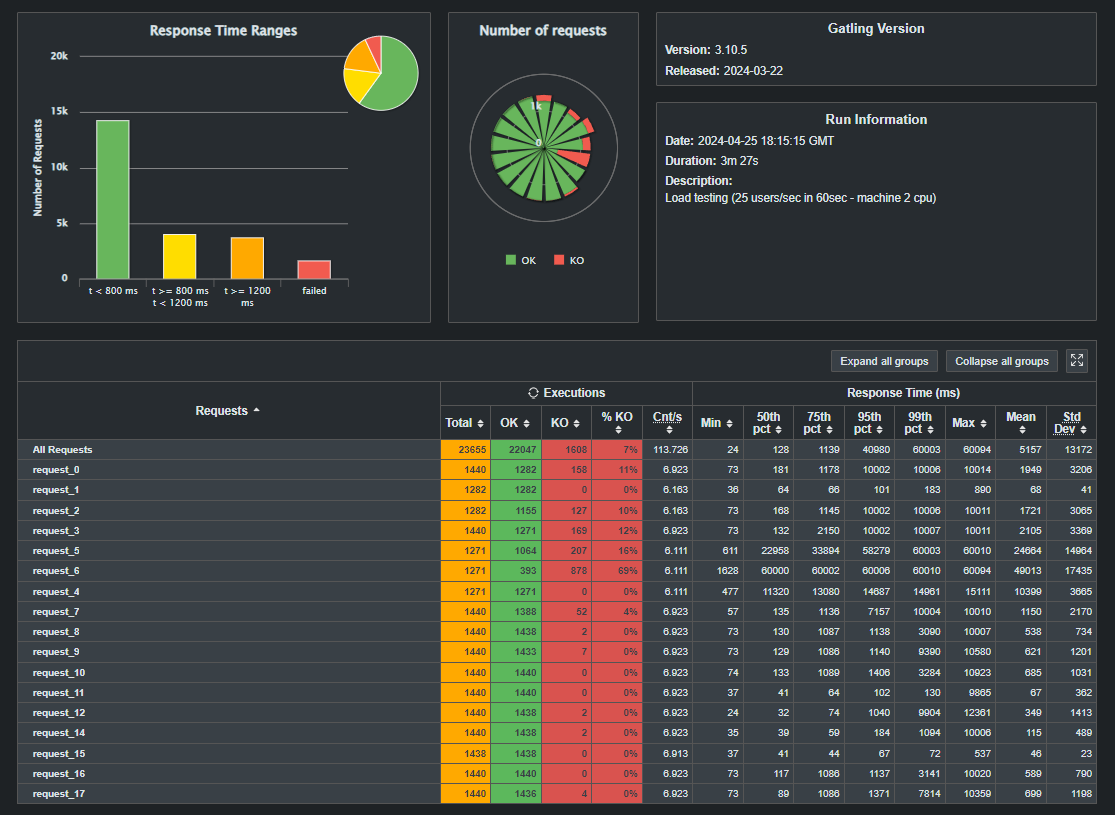 Response Time Ranges
20k
15k
10k
5k
0
Number of Requests
t < 800 ms
t >= 800 ms
t < 1200 ms
t >= 1200
ms
failed
Number of requests
1k
0
OK
KO
Gatling Version
Version: 3.10.5
Released: 2024-03-22
Run Information
Date: 2024-04-25 18:15:15 GMT
Duration: 3m 27s
Description:
Load testing (25 users/sec in 60sec - machine 2 cpu)
Expand all groups Collapse all groups
Executions Response Time (ms)
Requests Total OK KO % KO Cnt/s Min 50th pct 75th pct 95th pct 99th pct Max Mean Std Dev
All Requests 23655 22047 1608 7% 113.726 24 128 1139 40980 60003 60094 5157 13172
request_0 1440 1282 158 11% 6.923 73 181 1178 10002 10006 10014 1949 3206
request_1 1282 1282 0 0% 6.163 36 64 66 101 183 890 68 41
request_2 1282 1155 127 10% 6.163 73 168 1145 10002 10006 10011 1721 3065
request_3 1440 1271 169 12% 6.923 73 132 2150 10002 10007 10011 2105 3369
request_5 1271 1064 207 16% 6.111 611 22958 33894 58279 60003 60010 24664 14964
request_6 1271 393 878 69% 6.111 1628 60000 60002 60006 60010 60094 49013 17435
request_4 1271 1271 0 0% 6.111 477 11320 13080 14687 14961 15111 10399 3665
request_7 1440 1388 52 4% 6.923 57 135 1136 7157 10004 10010 1150 2170
request_8 1440 1438 2 0% 6.923 73 130 1087 1138 3090 10007 538 734
request_9 1440 1433 7 0% 6.923 73 129 1086 1140 9390 10580 621 1201
request_10 1440 1440 0 0% 6.923 74 133 1089 1406 3284 10923 685 1031
request_11 1440 1440 0 0% 6.923 37 41 64 102 130 9865 67 362
request_12 1440 1438 2 0% 6.923 24 32 74 1040 9904 12361 349 1413
request_14 1440 1438 2 0% 6.923 35 39 59 184 1094 10006 115 489
request_15 1438 1438 0 0% 6.913 37 41 44 67 72 537 46 23
request_16 1440 1440 0 0% 6.923 73 117 1086 1137 3141 10020 589 790
request_17 1440 1436 4 0% 6.923 73 89 1086 1371 7814 10359 699 1198